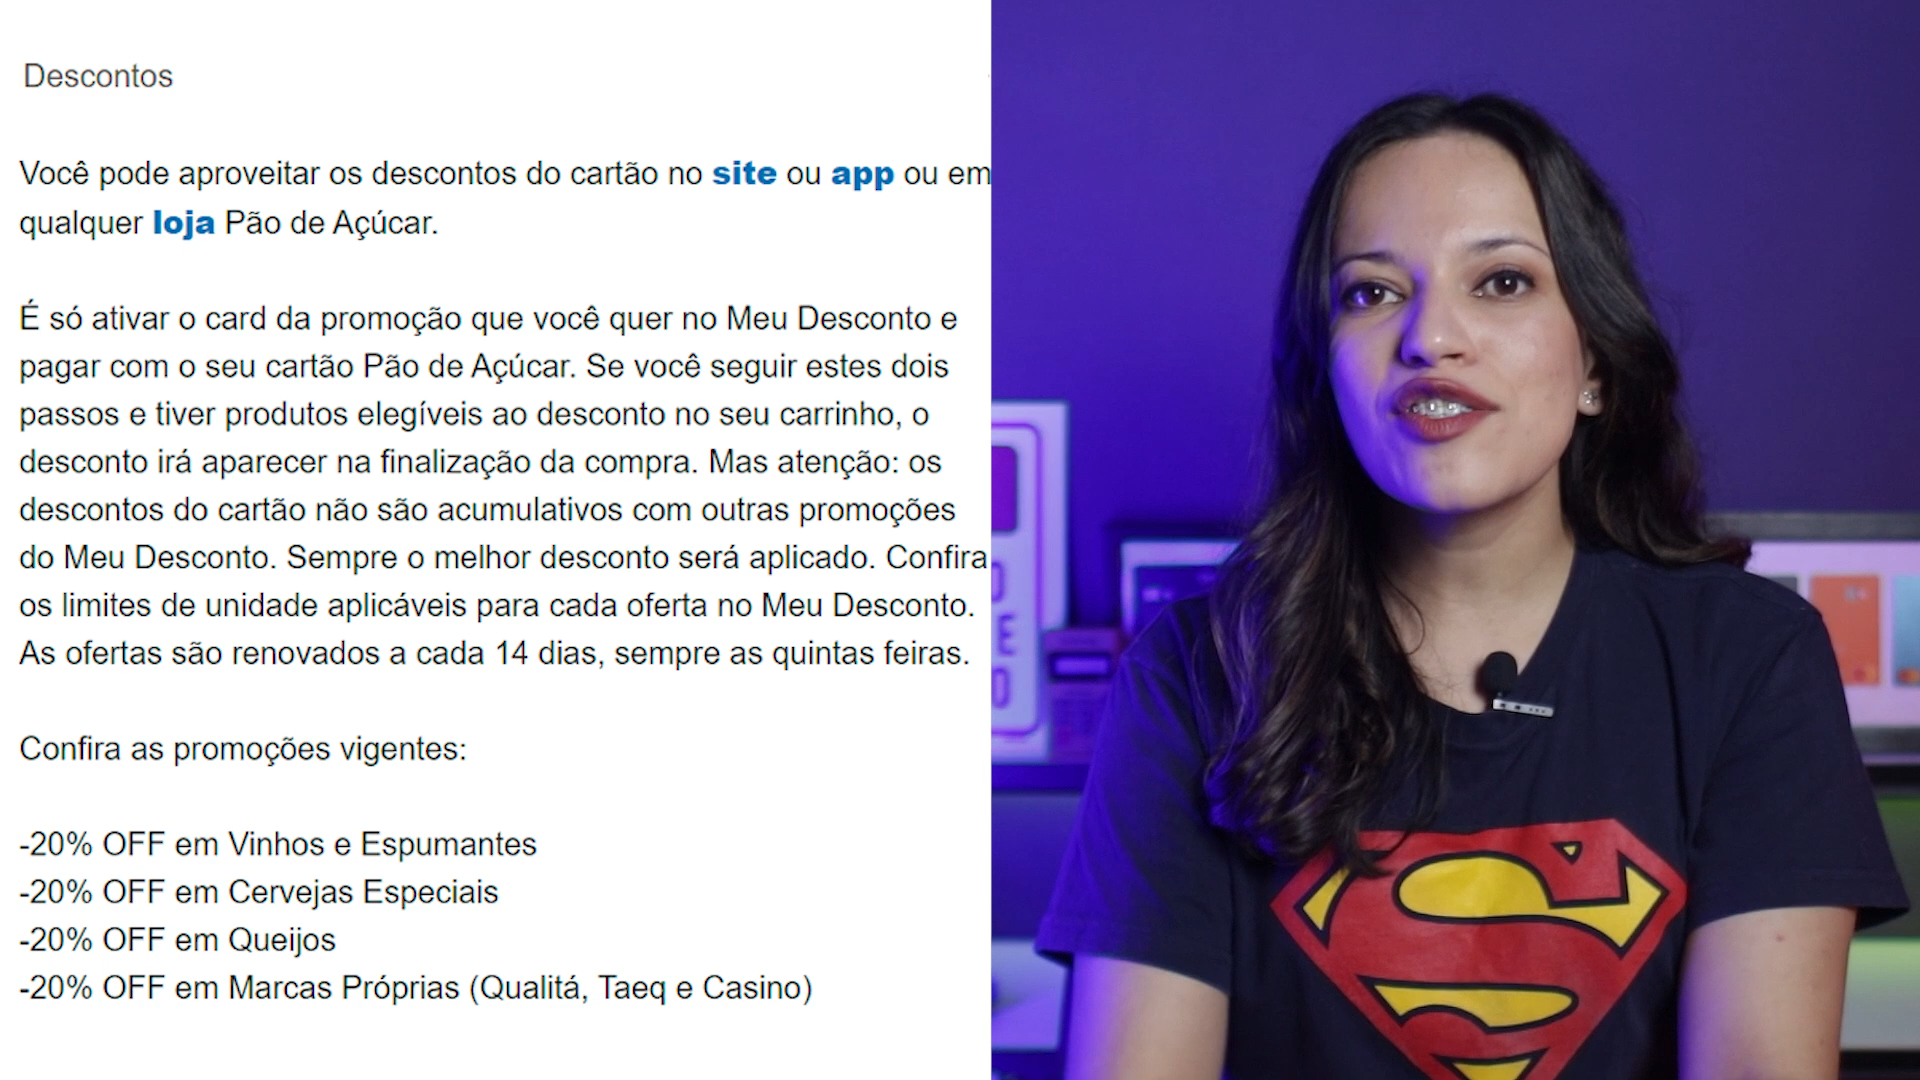 Descontos
Você pode aproveitar os descontos do cartão no site ou app ou em
qualquer loja Pão de Açúcar.
É só ativar o card da promoção que você quer no Meu Desconto e
pagar com o seu cartão Pão de Açúcar. Se você seguir estes dois
passos e tiver produtos elegíveis ao desconto no seu carrinho, o
desconto irá aparecer na finalização da compra. Mas atenção: os
descontos do cartão não são acumulativos com outras promoções
do Meu Desconto. Sempre o melhor desconto será aplicado. Confira
os limites de unidade aplicáveis para cada oferta no Meu Desconto.
As ofertas são renovados a cada 14 dias, sempre as quintas feiras.
Confira as promoções vigentes:
-20% OFF em Vinhos e Espumantes
-20% OFF em Cervejas Especiais
-20% OFF em Queijos
-20% OFF em Marcas Próprias (Qualitá, Taeq e Casino)
S